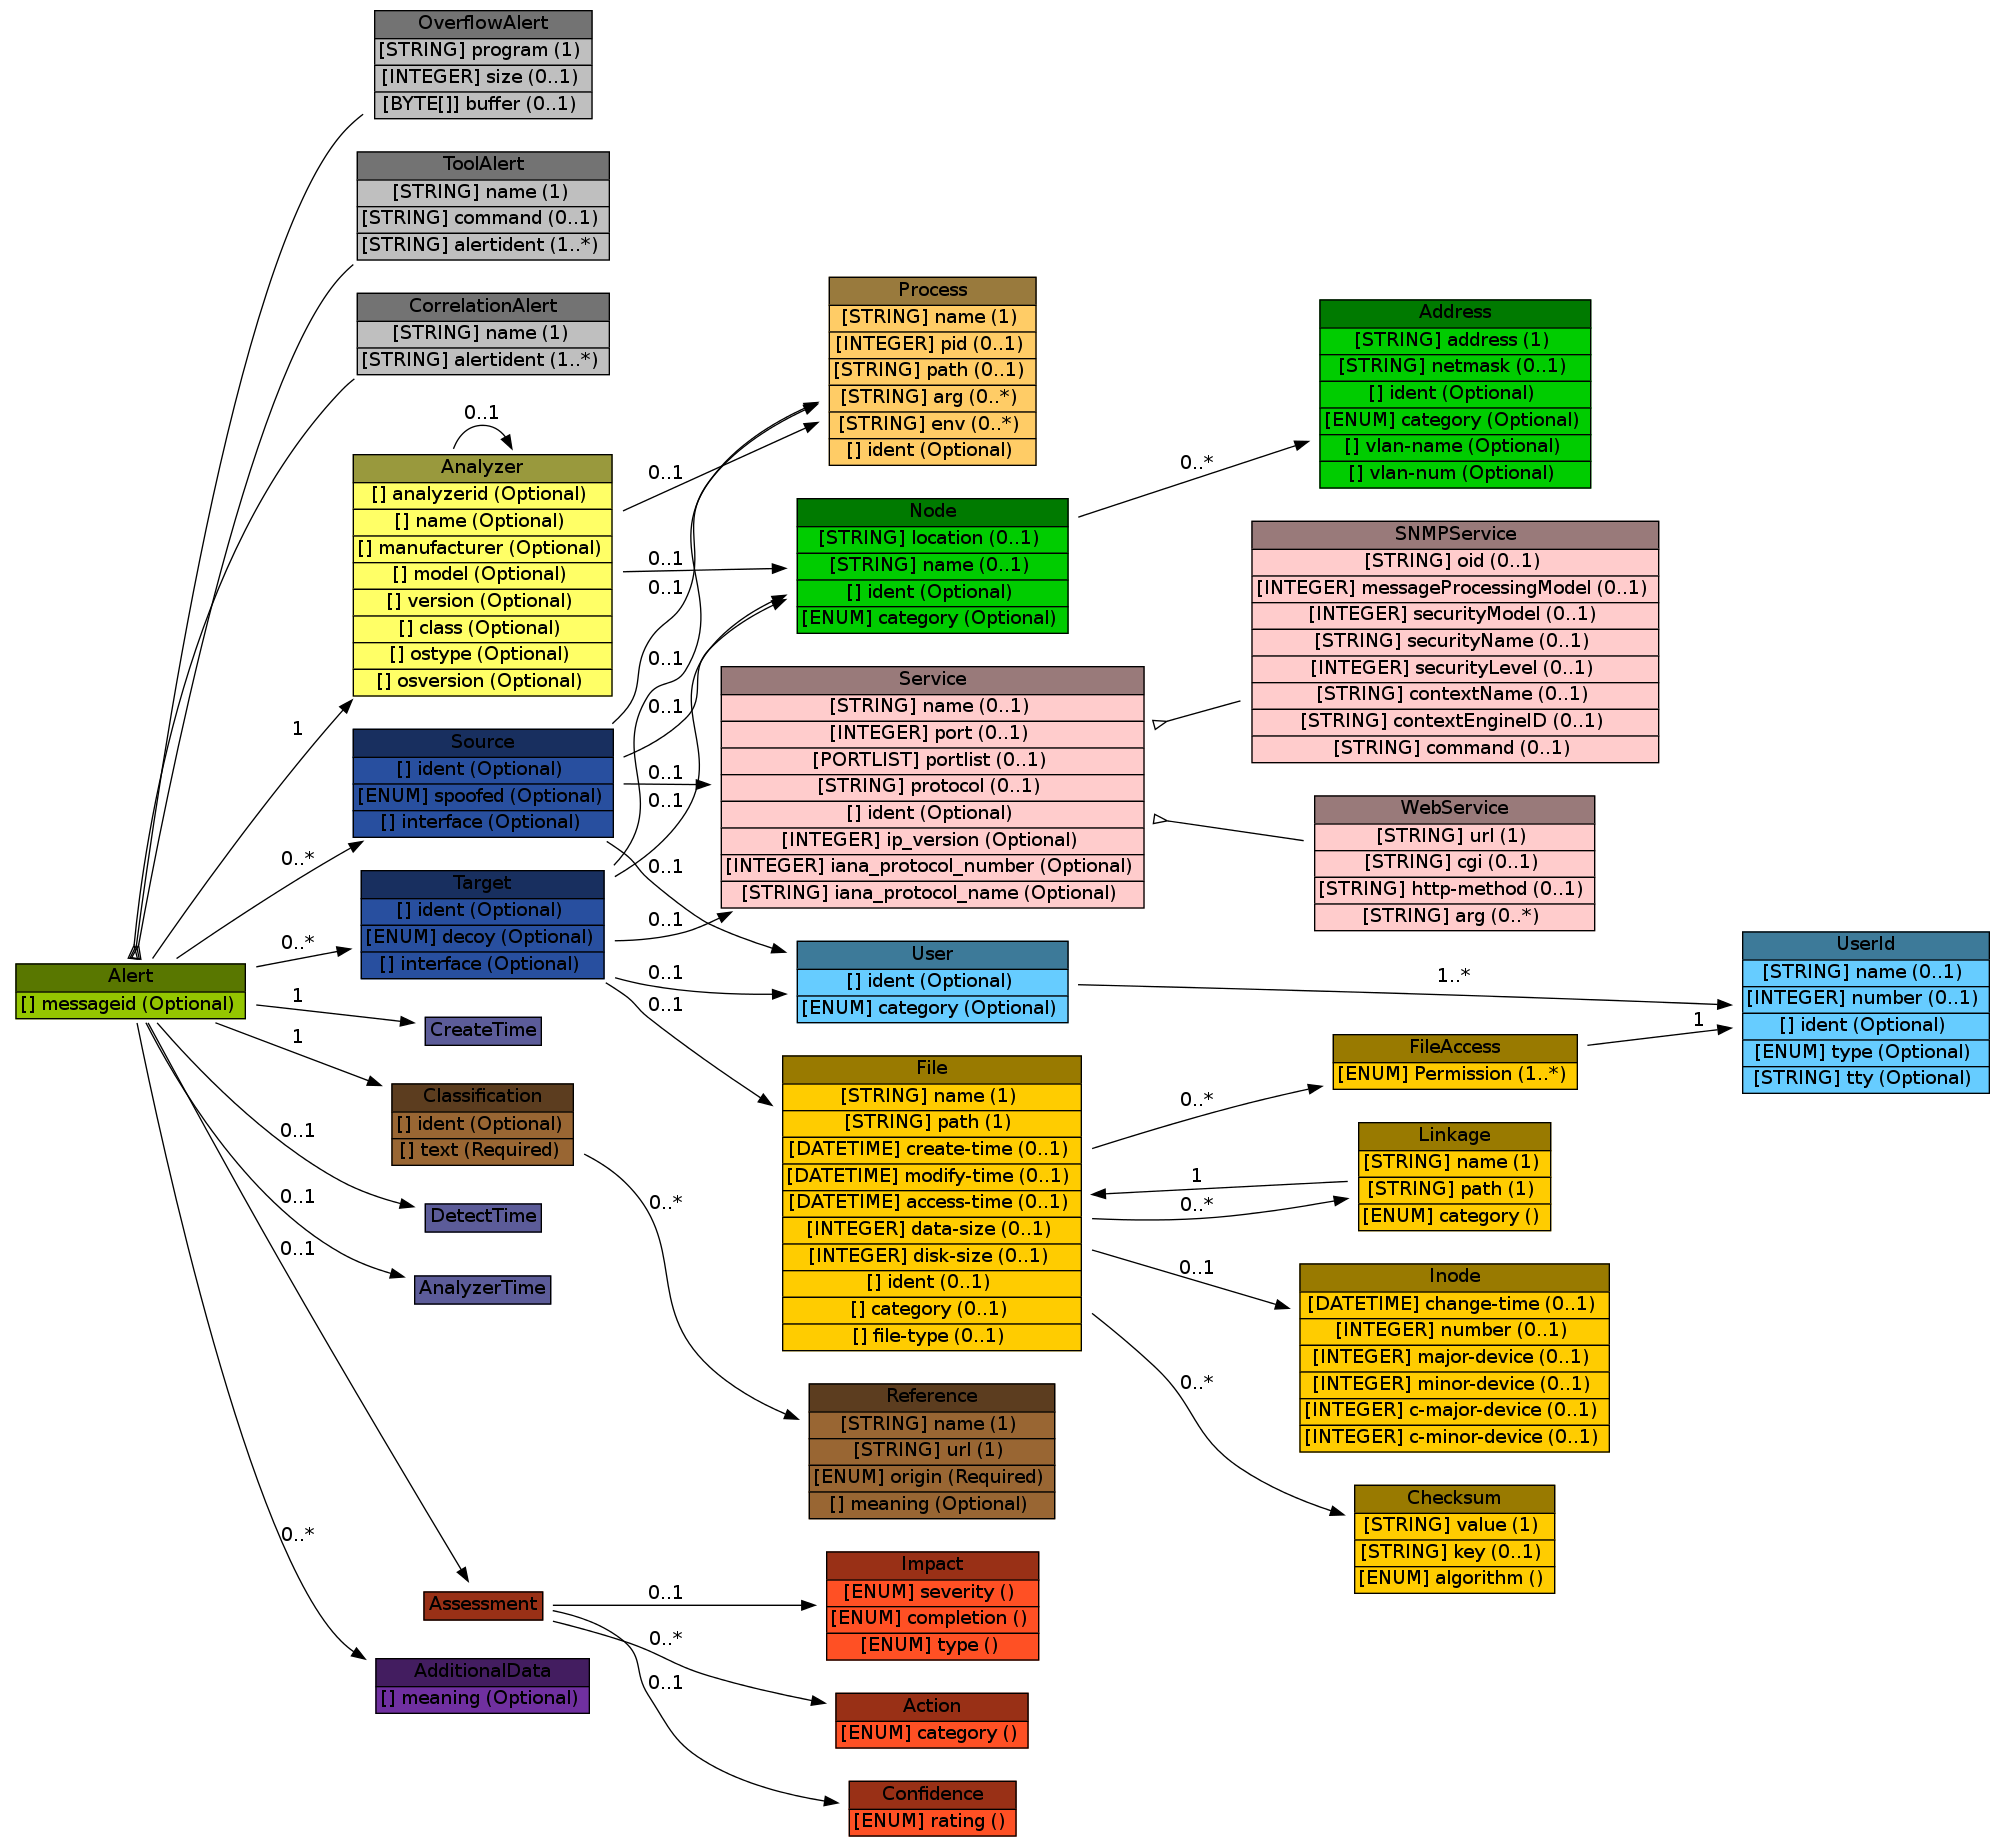 OverflowAlert
[STRING] program (1)
[INTEGER] size (0..1)
[BYTE[]] buffer (0..1)
ToolAlert
[STRING] name (1)
[STRING] command (0..1)
[STRING] alertident (1..*)
CorrelationAlert
[STRING] name (1)
[STRING] alertident (1..*)
0..1
Analyzer
[] analyzerid (Optional)
[] name (Optional)
[] manufacturer (Optional)
[] model (Optional)
[] version (Optional)
[] class (Optional)
[] ostype (Optional)
[] osversion (Optional)
1
Source
[] ident (Optional)
[ENUM] spoofed (Optional)
[] interface (Optional)
0..*
Target
[] ident (Optional)
[ENUM] decoy (Optional)
[] interface (Optional)
0..*
Alert
[] messageid (Optional)
1
CreateTime
1
Classification
[] ident (Optional)
[] text (Required)
0..1
DetectTime
0..1
AnalyzerTime
0..1
Assessment
0..*
AdditionalData
[] meaning (Optional)
0..1
0..1
0..1
0..1
0..1
0..1
0..1
0..1
0..1
0..1
0..1
0..*
0..1
0..*
0..1
Process
[STRING] name (1)
[INTEGER] pid (0..1)
[STRING] path (0..1)
[STRING] arg (0..*)
[STRING] env (0..*)
[] ident (Optional)
Node
[STRING] location (0..1)
[STRING] name (0..1)
[] ident (Optional)
[ENUM] category (Optional)
Service
[STRING] name (0..1)
[INTEGER] port (0..1)
[PORTLIST] portlist (0..1)
[STRING] protocol (0..1)
[] ident (Optional)
[INTEGER] ip_version (Optional)
[INTEGER] iana_protocol_number (Optional)
[STRING] iana_protocol_name (Optional)
User
[] ident (Optional)
[ENUM] category (Optional)
File
[STRING] name (1)
[STRING] path (1)
[DATETIME] create-time (0..1)
[DATETIME] modify-time (0..1)
[DATETIME] access-time (0..1)
[INTEGER] data-size (0..1)
[INTEGER] disk-size (0..1)
[] ident (0..1)
[] category (0..1)
[] file-type (0..1)
Reference
[STRING] name (1)
[STRING] url (1)
[ENUM] origin (Required)
[] meaning (Optional)
Impact
[ENUM] severity ()
[ENUM] completion ()
[ENUM] type ()
Action
[ENUM] category ()
Confidence
[ENUM] rating ()
0..*
Address
[STRING] address (1)
[STRING] netmask (0..1)
[] ident (Optional)
[ENUM] category (Optional)
[] vlan-name (Optional)
[] vlan-num (Optional)
SNMPService
[STRING] oid (0..1)
[INTEGER] messageProcessingModel (0..1)
[INTEGER] securityModel (0..1)
[STRING] securityName (0..1)
[INTEGER] securityLevel (0..1)
[STRING] contextName (0..1)
[STRING] contextEngineID (0..1)
[STRING] command (0..1)
WebService
[STRING] url (1)
[STRING] cgi (0..1)
[STRING] http-method (0..1)
[STRING] arg (0..*)
1..*
0..*
FileAccess
[ENUM] Permission (1..*)
1
1
0..*
Linkage
[STRING] name (1)
[STRING] path (1)
[ENUM] category ()
0..1
Inode
[DATETIME] change-time (0..1)
[INTEGER] number (0..1)
[INTEGER] major-device (0..1)
[INTEGER] minor-device (0..1)
[INTEGER] c-major-device (0..1)
[INTEGER] c-minor-device (0..1)
0..*
Checksum
[STRING] value (1)
[STRING] key (0..1)
[ENUM] algorithm ()
UserId
[STRING] name (0..1)
[INTEGER] number (0..1)
[] ident (Optional)
[ENUM] type (Optional)
[STRING] tty (Optional)